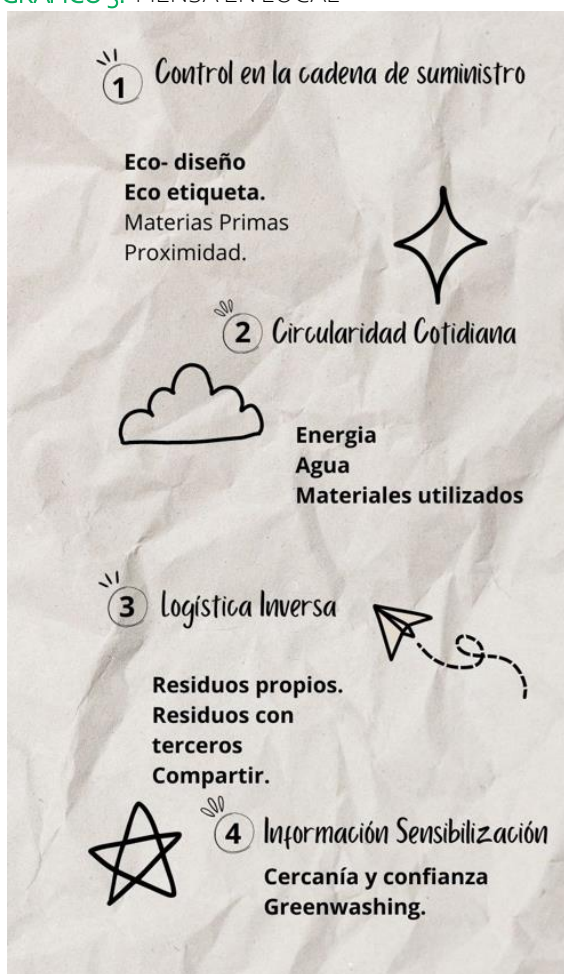 GRÁFICO 5. PIENSA EN LOCAL
1 Control en la cadena de suministro
Eco- diseño
Eco etiqueta.
Materias Primas
Proximidad.
2 Circularidad Cotidiana
Energia
Agua
Materiales utilizados
3 Logística Inversa
Residuos propios.
Residuos con
terceros
Compartir.
4 Información Sensibilización
Cercanía y confianza
Greenwashing.